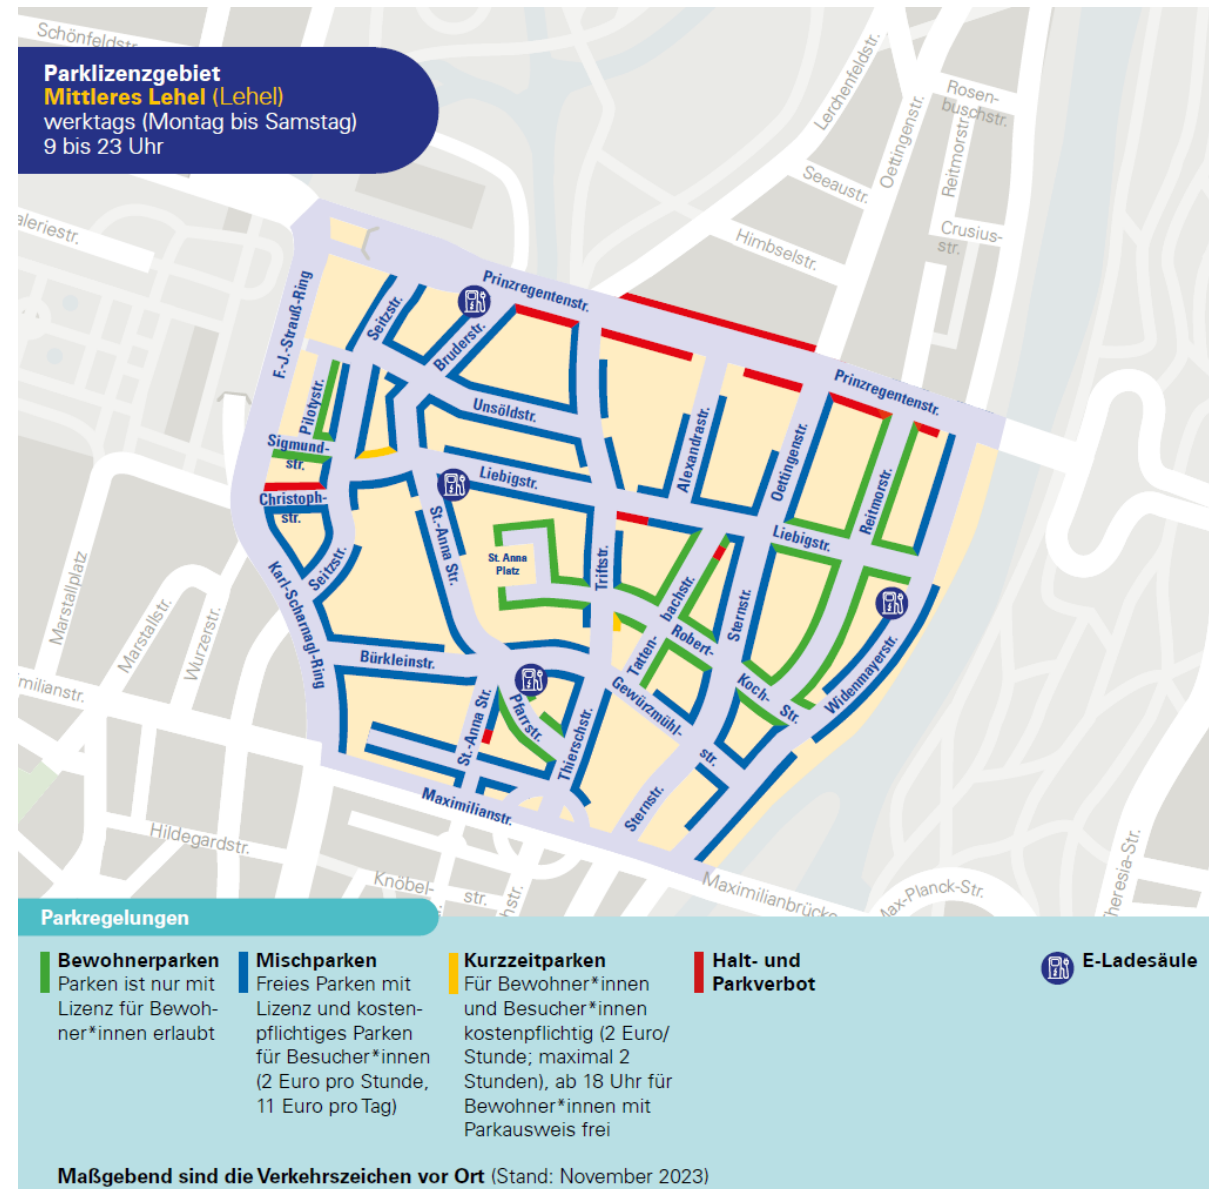 Schönfeldstr.
Parklizenzgebiet
Mittleres Lehel (Lehel)
werktags (Montag bis Samstag)
9 bis 23 Uhr
Lerchenfeldstr.
Oettingenstr.
Rosen-
buschstr.
Reitmorstr.
Seeaustr.
Crusius-
str.
Himbselstr.
aleriestr.
F.-J.-Strauß-Ring
Seitzstr.
Prinzregentenstr.
Bruderstr.
Prinzregentenstr.
Pilotystr.
Unsöldstr.
Alexandrastr.
Oettingenstr.
Sigmund-
str.
Liebigstr.
Reitmorstr.
Christoph-
str.
St.-Anna Str.
Liebigstr.
St. Anna
Platz
Triftstr.
Seitzstr.
Karl-Scharnagl-Ring
Tatten-
bachstr.
Sternstr.
Robert-
Koch-
Str.
Widenmayerstr.
Marstallplatz
Marstallstr.
Wurzerstr.
Bürkleinstr.
imilianstr.
Gewürzmühl-
str.
St.-Anna Str.
Pfarrstr.
Thierschstr.
Sternstr.
Maximilianstr.
Hildegardstr.
Knöbel-
str.
hstr.
Maximilianbrücke
Max-Planck-Str.
heresia-Str.
Parkregelungen
Bewohnerparken
Parken ist nur mit
Lizenz für Bewoh-
ner*innen erlaubt
Mischparken
Freies Parken mit
Lizenz und kosten-
pflichtiges Parken
für Besucher*innen
(2 Euro pro Stunde,
11 Euro pro Tag)
Kurzzeitparken
Für Bewohner*innen
und Besucher*innen
kostenpflichtig (2 Euro/
Stunde; maximal 2
Stunden), ab 18 Uhr für
Bewohner*innen mit
Parkausweis frei
Halt- und
Parkverbot
E-Ladesäule
Maßgebend sind die Verkehrszeichen vor Ort (Stand: November 2023)